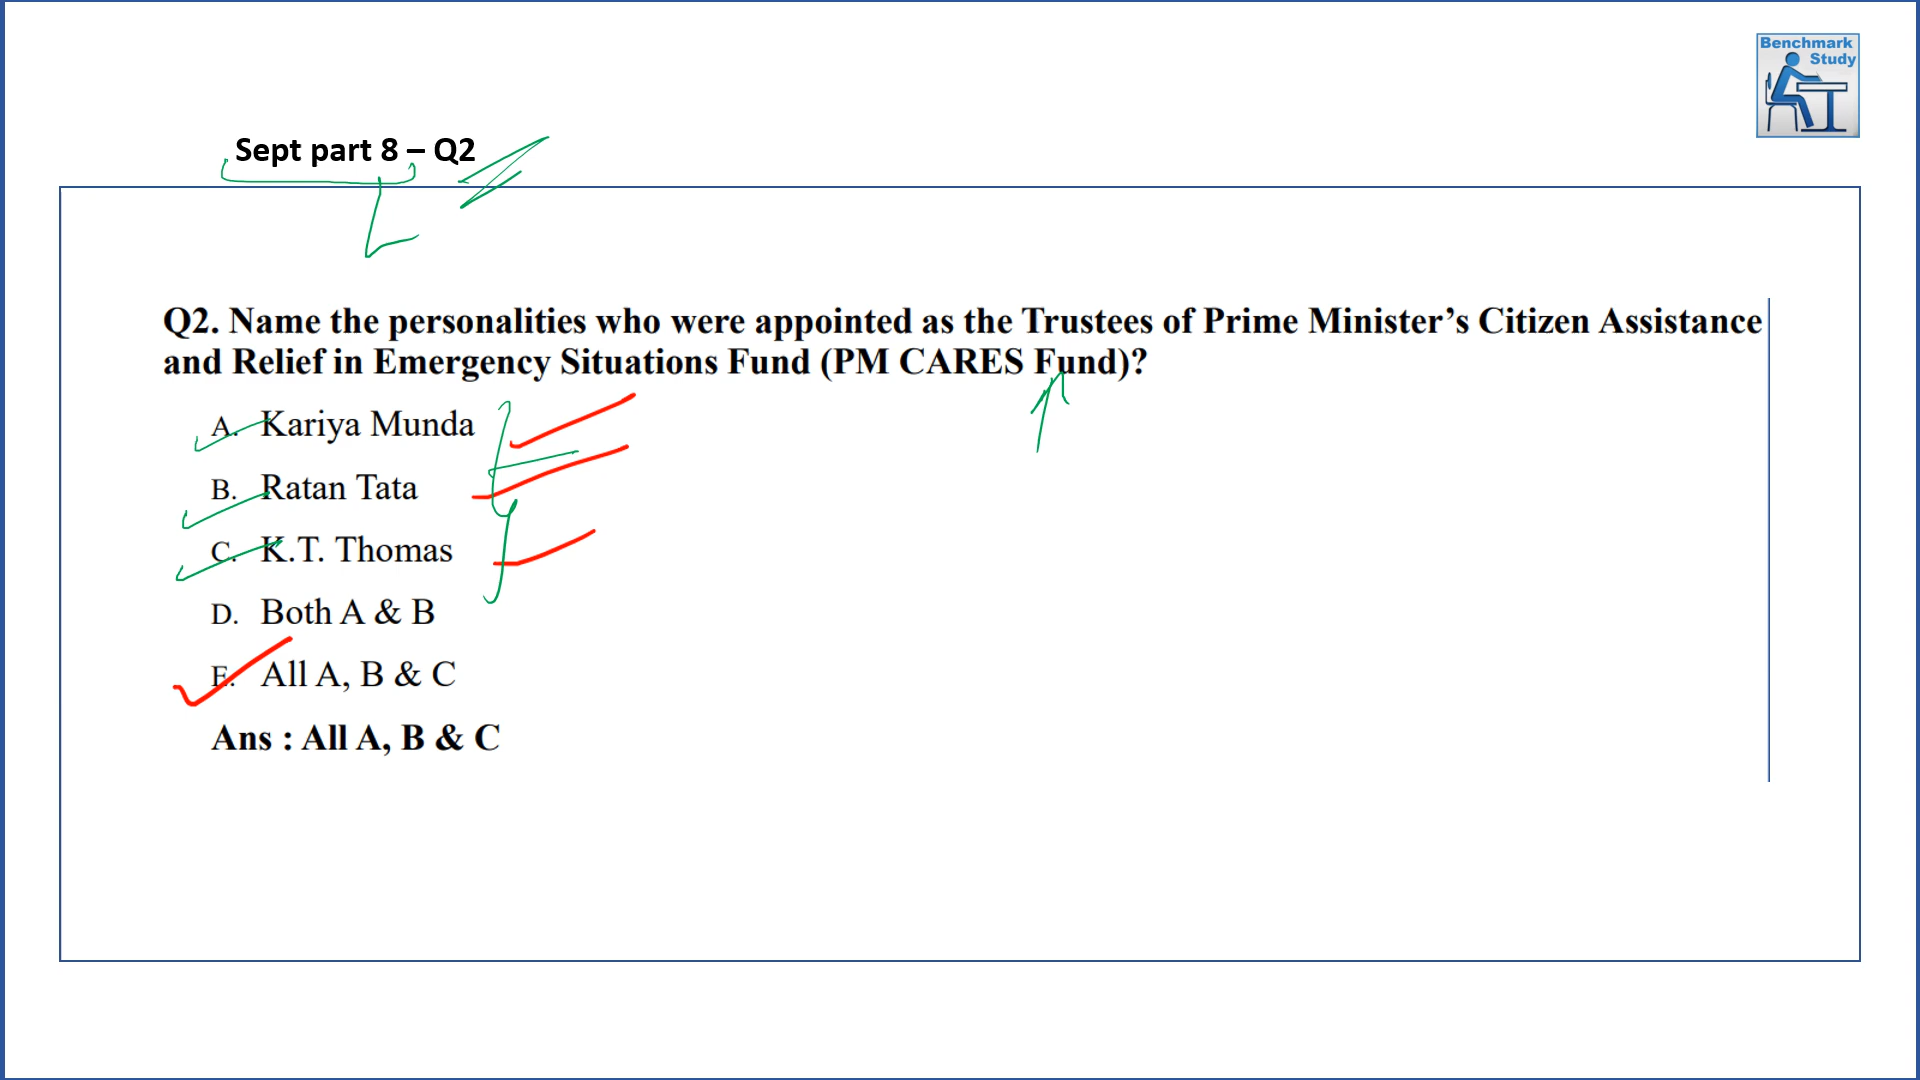 Benchmark
Study
Sept part 8 – Q2
Q2. Name the personalities who were appointed as the Trustees of Prime Minister’s Citizen Assistance
and Relief in Emergency Situations Fund (PM CARES Fund)?
A. Kariya Munda
B. Ratan Tata
C. K.T. Thomas
D. Both A & B
E. All A, B & C
Ans : All A, B & C